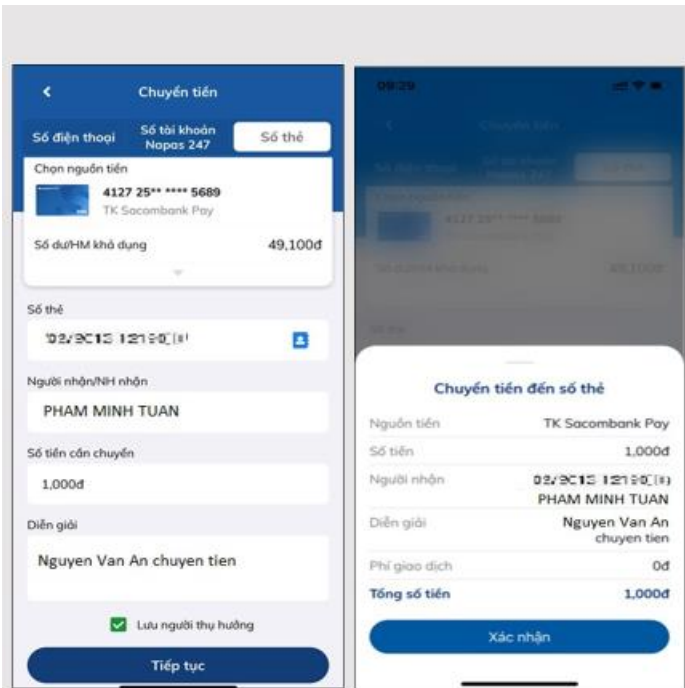 Chuyển tiền
Số điện thoại
Số tài khoản
Napas 247
Số thẻ
Chọn nguồn tiền
4127 25** **** 5689
TK Sacombank Pay
Số dư/HM khả dụng 49,100đ
Số thẻ
Người nhận/NH nhận
PHAM MINH TUAN
Số tiền cần chuyển
1,000đ
Diễn giải
Nguyen Van An chuyen tien
Lưu người thụ hưởng
Tiếp tục
09:29
Chuyển tiền đến số thẻ
Nguồn tiền TK Sacombank Pay
Số tiền 1,000đ
Người nhận
PHAM MINH TUAN
Diễn giải Nguyen Van An
chuyen tien
Phí giao dịch 0đ
Tổng số tiền 1,000đ
Xác nhận